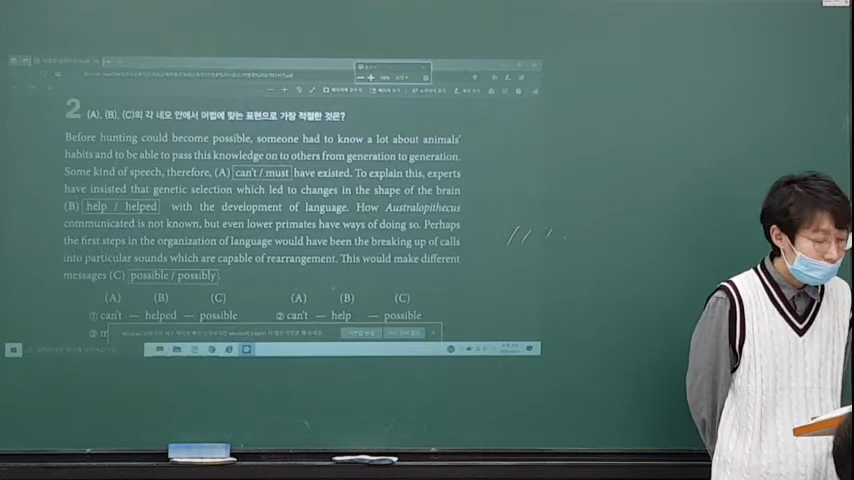 2 (A), (B), (C)의 각 네모 안에서 어법에 맞는 표현으로 가장 적절한 것은?
Before hunting could become possible, someone had to know a lot about animals'
habits and to be able to pass this knowledge on to others from generation to generation.
Some kind of speech, therefore, (A) can't / must have existed. To explain this, experts
have insisted that genetic selection which led to changes in the shape of the brain
(B) help / helped with the development of language. How Australopithecus
communicated is not known, but even lower primates have ways of doing so. Perhaps
the first steps in the organization of language would have been the breaking up of calls
into particular sounds which are capable of rearrangement. This would make different
messages (C) possible / possibly.
(A) (B) (C) (A) (B) (C)
① can't — helped — possible ② can't — help — possible
③